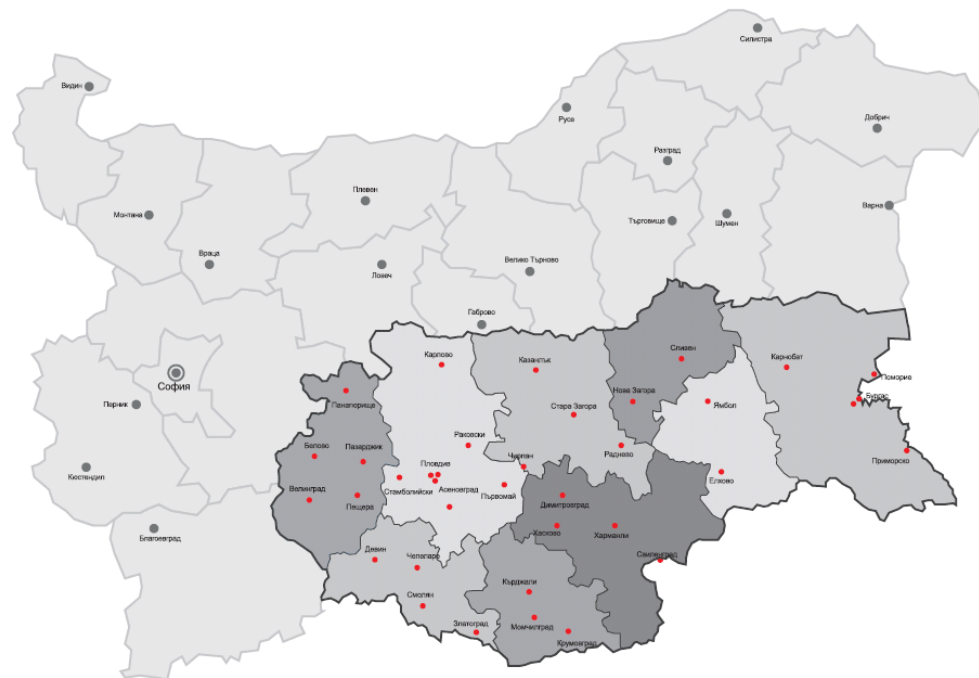 Силистра
Видин
Русе
Добрич
Разград
Плевен
Варна
Монтана
Търговища
Шумен
Враца
Велико Търново
Ловеч
Габрово
София
Перник
Кюстендил
Благоевград
Сливен
Карлово
Казанлък
Карнобат
Поморие
Панагюрище
Нова Загора
Ямбол
Бургас
Стара Загора
Раковски
Белово
Пазарджик
Раднево
Приморско
Чирпан
Пловдив
Стамболийски
Асеновград
Първомай
Елхово
Велинград
Пещера
Димитровград
Хасково
Харманли
Свиленград
Девин
Чепеларе
Кърджали
Смолян
Златоград
Момчилград
Крумовград